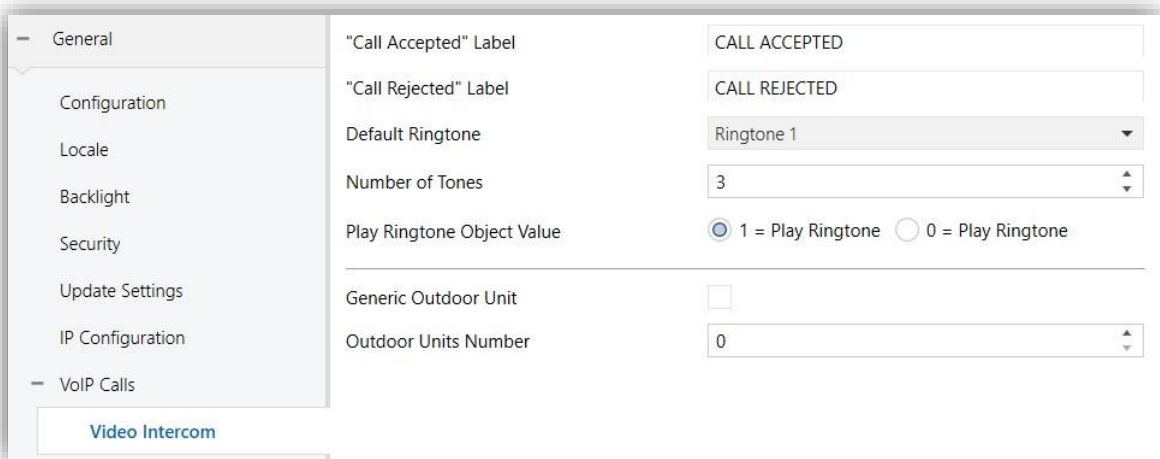 General
Configuration
Locale
Backlight
Security
Update Settings
IP Configuration
VoIP Calls
Video Intercom
"Call Accepted" Label CALL ACCEPTED
"Call Rejected" Label CALL REJECTED
Default Ringtone Ringtone 1
Number of Tones 3
Play Ringtone Object Value 1 = Play Ringtone 0 = Play Ringtone
Generic Outdoor Unit
Outdoor Units Number 0